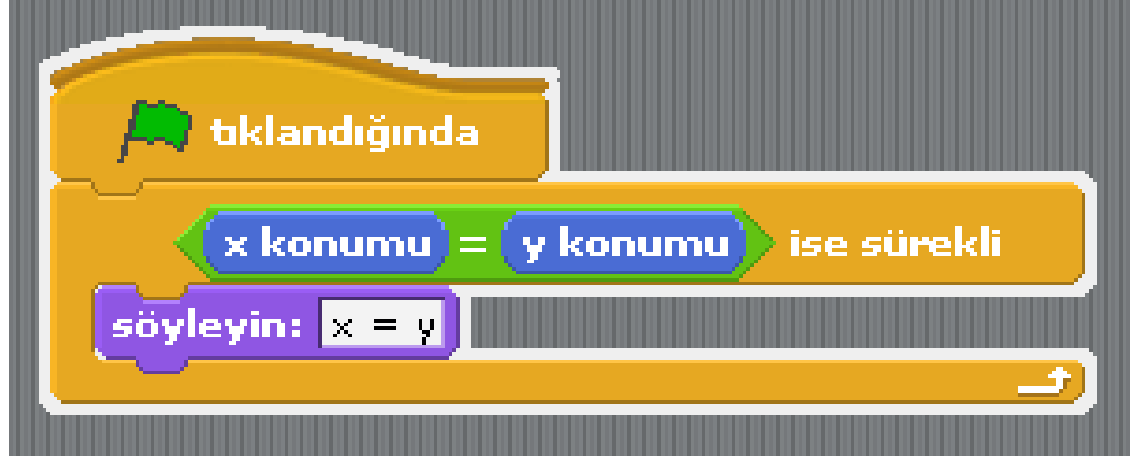 tıklandığında
x konumu = y konumu ise sürekli
söyleyin: x = y